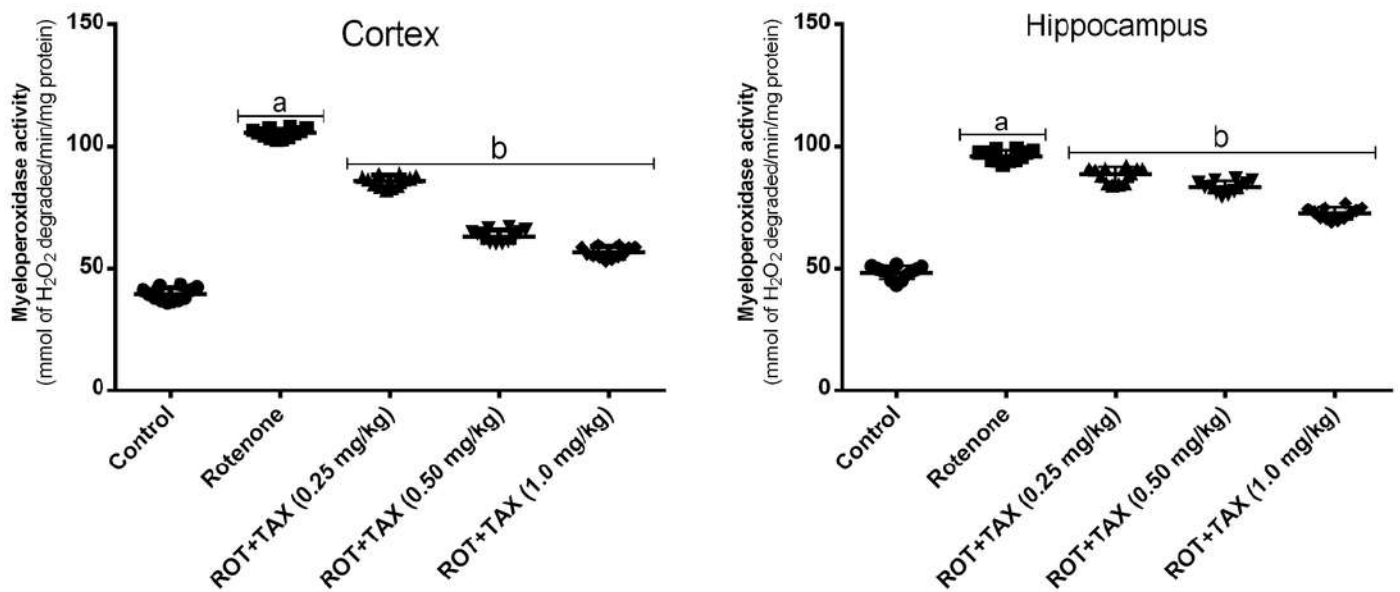 Cortex
Myeloperoxidase activity
(mmol of H₂O₂ degraded/min/mg protein)
150
100
50
0
a
b
Control
Rotenone
ROT+TAX (0.25 mg/kg)
ROT+TAX (0.50 mg/kg)
ROT+TAX (1.0 mg/kg)
Hippocampus
Myeloperoxidase activity
(mmol of H₂O₂ degraded/min/mg protein)
150
100
50
0
a
b
Control
Rotenone
ROT+TAX (0.25 mg/kg)
ROT+TAX (0.50 mg/kg)
ROT+TAX (1.0 mg/kg)